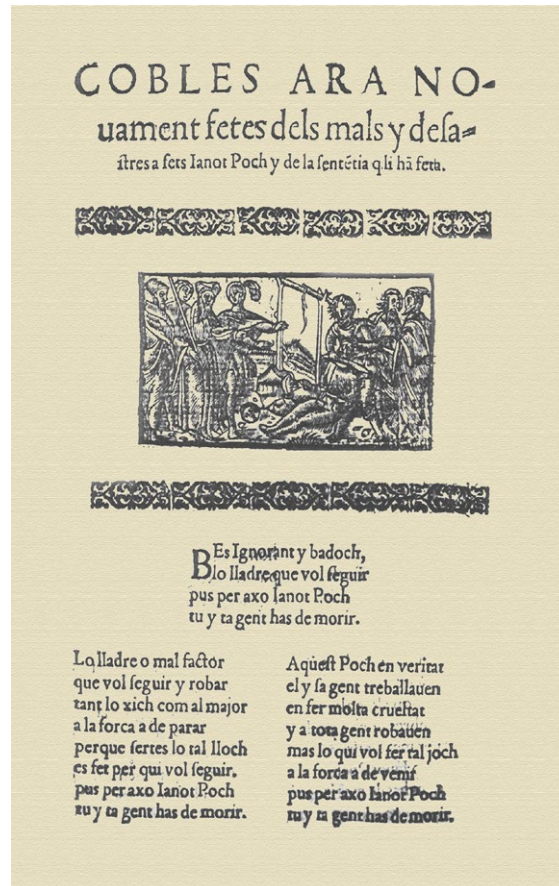 COBLES ARA NO-
uament fetes dels mals y deſa-
ſtres a fets Ianot Poch y de la ſentẽtia q li hã feta.
BEs Ignorant y badoch,
lo lladre que vol ſeguir
pus per axo Ianot Poch
tu y ta gent has de morir.
Lo lladre o mal factor
que vol ſeguir y robar
tant lo xich com al major
a la forca a de parar
perque ſertes lo tal lloch
es fet per qui vol ſeguir.
pus per axo Ianot Poch
tu y ta gent has de morir.
Aqueſt Poch en veritat
el y ſa gent treballauen
en fer molta crueltat
y a tota gent robauen
mas lo qui vol fer tal joch
a la forca a de venir
pus per axo Ianot Poch
tu y ta gent has de morir.